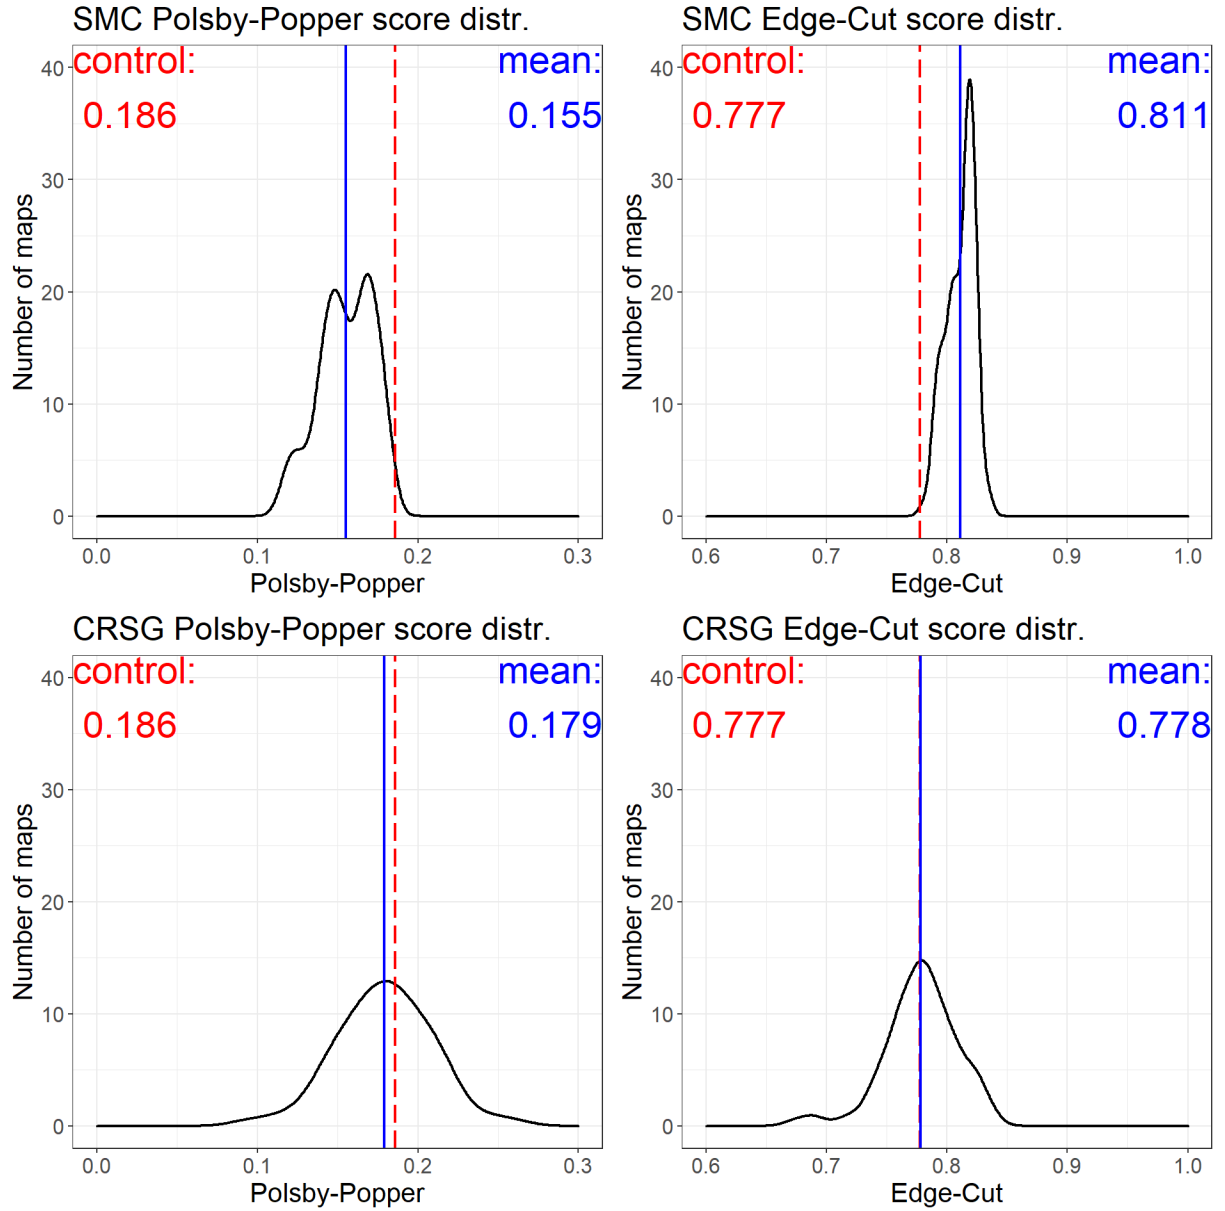 SMC Polsby-Popper score distr.
control:
0.186
mean:
0.155
Number of maps
40
30
20
10
0
0.0 0.1 0.2 0.3
Polsby-Popper
SMC Edge-Cut score distr.
control:
0.777
mean:
0.811
Number of maps
40
30
20
10
0
0.6 0.7 0.8 0.9 1.0
Edge-Cut
CRSG Polsby-Popper score distr.
control:
0.186
mean:
0.179
Number of maps
40
30
20
10
0
0.0 0.1 0.2 0.3
Polsby-Popper
CRSG Edge-Cut score distr.
control:
0.777
mean:
0.778
Number of maps
40
30
20
10
0
0.6 0.7 0.8 0.9 1.0
Edge-Cut